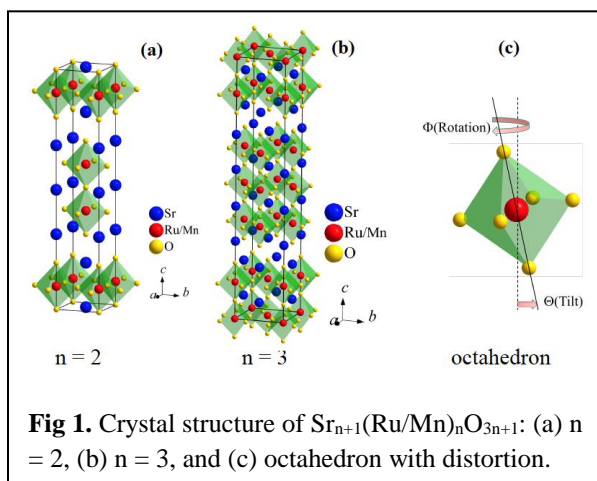 (a)
(b)
(c)
Φ(Rotation)
Sr
Ru/Mn
O
c
a
b
Sr
Ru/Mn
O
c
a
b
Θ(Tilt)
n = 2
n = 3
octahedron
Fig 1. Crystal structure of Srn+1(Ru/Mn)nO3n+1: (a) n
= 2, (b) n = 3, and (c) octahedron with distortion.